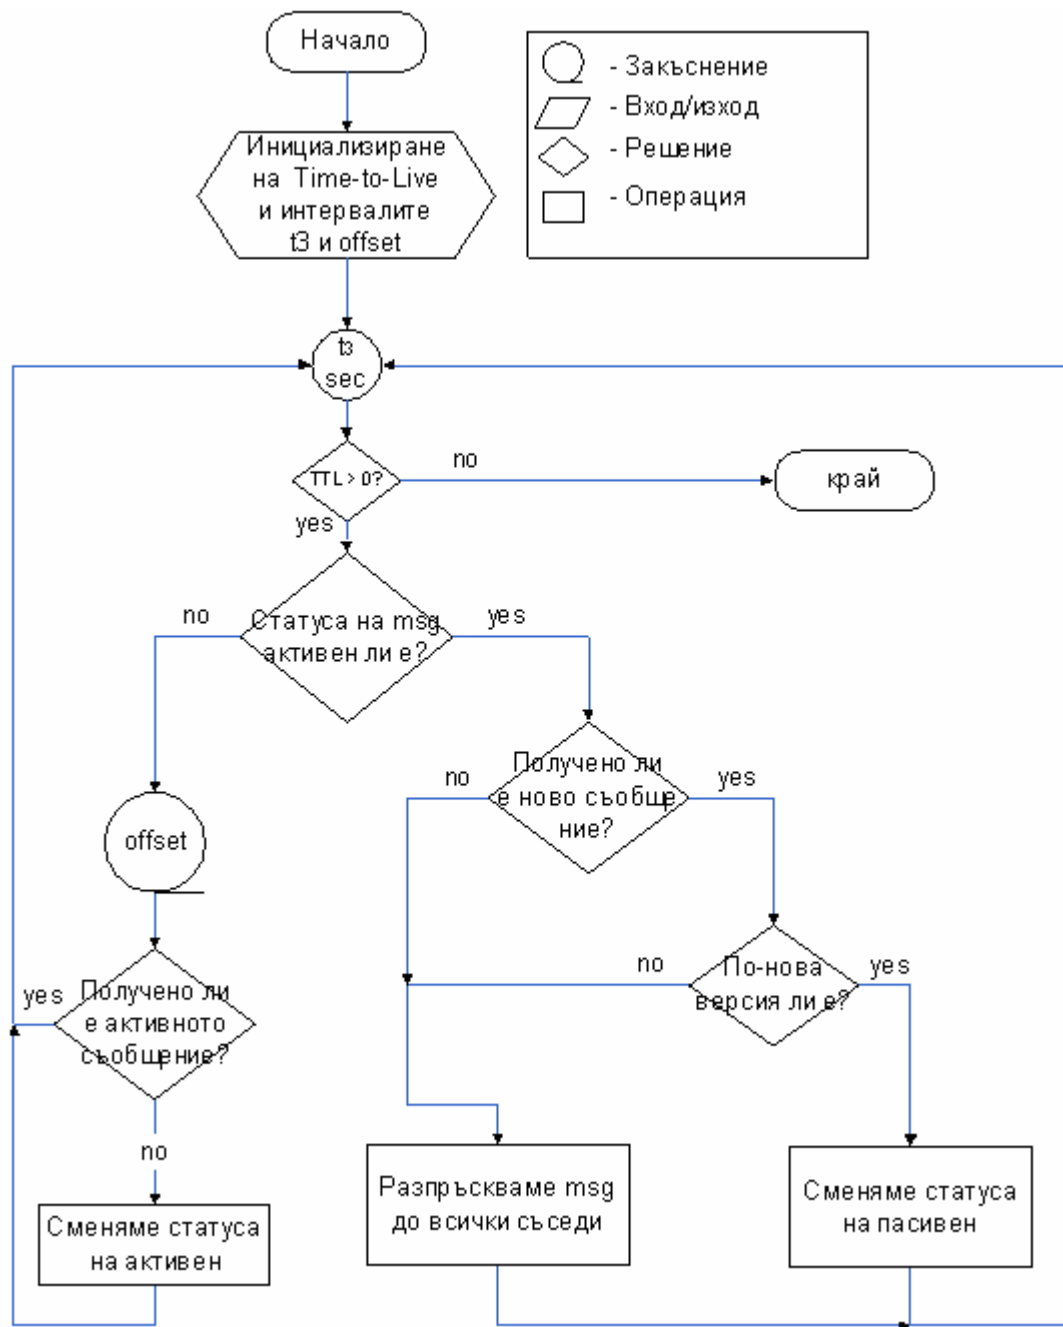 Начало
Инициализиране
на Time-to-Live
и интервалите
t3 и offset
- Закъснение
- Вход/изход
- Решение
- Операция
t3
sec
TTL > 0?
no
край
yes
no
Статуса на msg
активен ли е?
yes
no
Получено ли
е ново съобще
ние?
yes
offset
no
По-нова
версия ли е?
yes
yes
Получено ли
е активното
съобщение?
no
Сменяме статуса
на активен
Разпръскваме msg
до всички съседи
Сменяме статуса
на пасивен